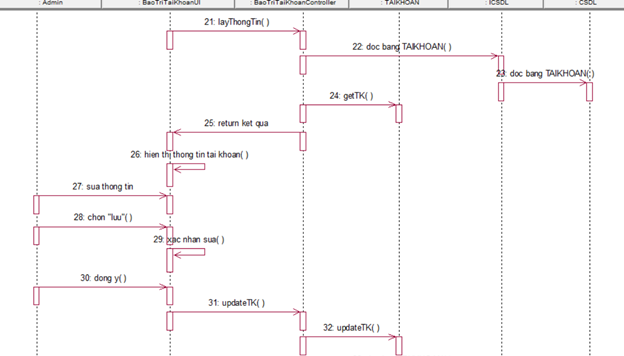 : Admin
: BaoTriTaiKhoanUI
: BaoTriTaiKhoanController
: TAIKHOAN
: ICSDL
: CSDL
21: layThongTin( )
22: doc bang TAIKHOAN( )
23: doc bang TAIKHOAN( )
24: getTK( )
25: return ket qua
26: hien thi thong tin tai khoan( )
27: sua thong tin
28: chon "luu"( )
29: xac nhan sua( )
30: dong y( )
31: updateTK( )
32: updateTK( )